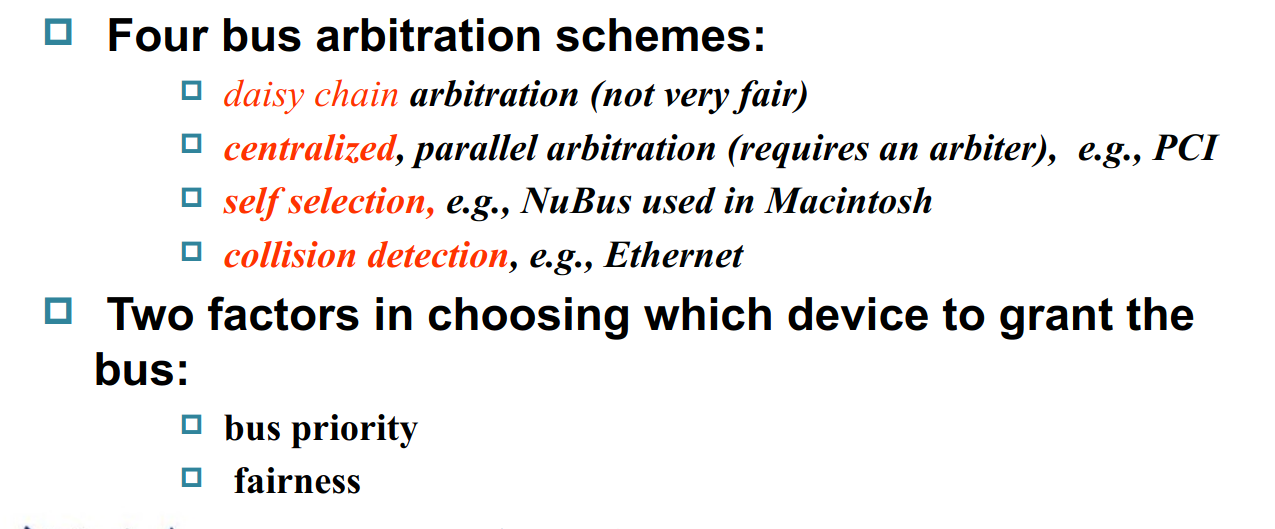 Four bus arbitration schemes:
daisy chain arbitration (not very fair)
centralized, parallel arbitration (requires an arbiter), e.g., PCI
self selection, e.g., NuBus used in Macintosh
collision detection, e.g., Ethernet
Two factors in choosing which device to grant the
bus:
bus priority
fairness